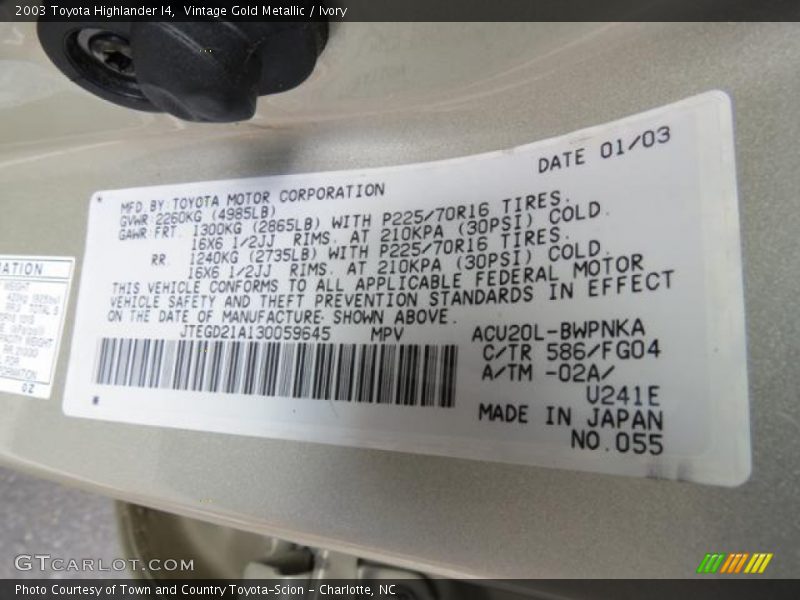 2003 Toyota Highlander I4,  Vintage Gold Metallic / Ivory
DATE 01/03
MFD. BY: TOYOTA MOTOR CORPORATION
GVWR 2260KG (4985LB)
GAWR: FRT. 1300KG (2865LB) WITH P225/70R16 TIRES.
16X6 1/2JJ RIMS. AT 210KPA (30PSI) COLD.
RR. 1240KG (2735LB) WITH P225/70R16 TIRES.
16X6 1/2JJ RIMS. AT 210KPA (30PSI) COLD.
THIS VEHICLE CONFORMS TO ALL APPLICABLE FEDERAL MOTOR
VEHICLE SAFETY AND THEFT PREVENTION STANDARDS IN EFFECT
ON THE DATE OF MANUFACTURE SHOWN ABOVE.
JTEGD21A130059645 MPV ACU20L-BWPNKA
C/TR 586/FG04
A/TM -02A/
U241E
MADE IN JAPAN
NO.055
MATION
WEIGHT
OZ
GTCARZ.COM
Photo Courtesy of Town and Country Toyota-Scion - Charlotte, NC